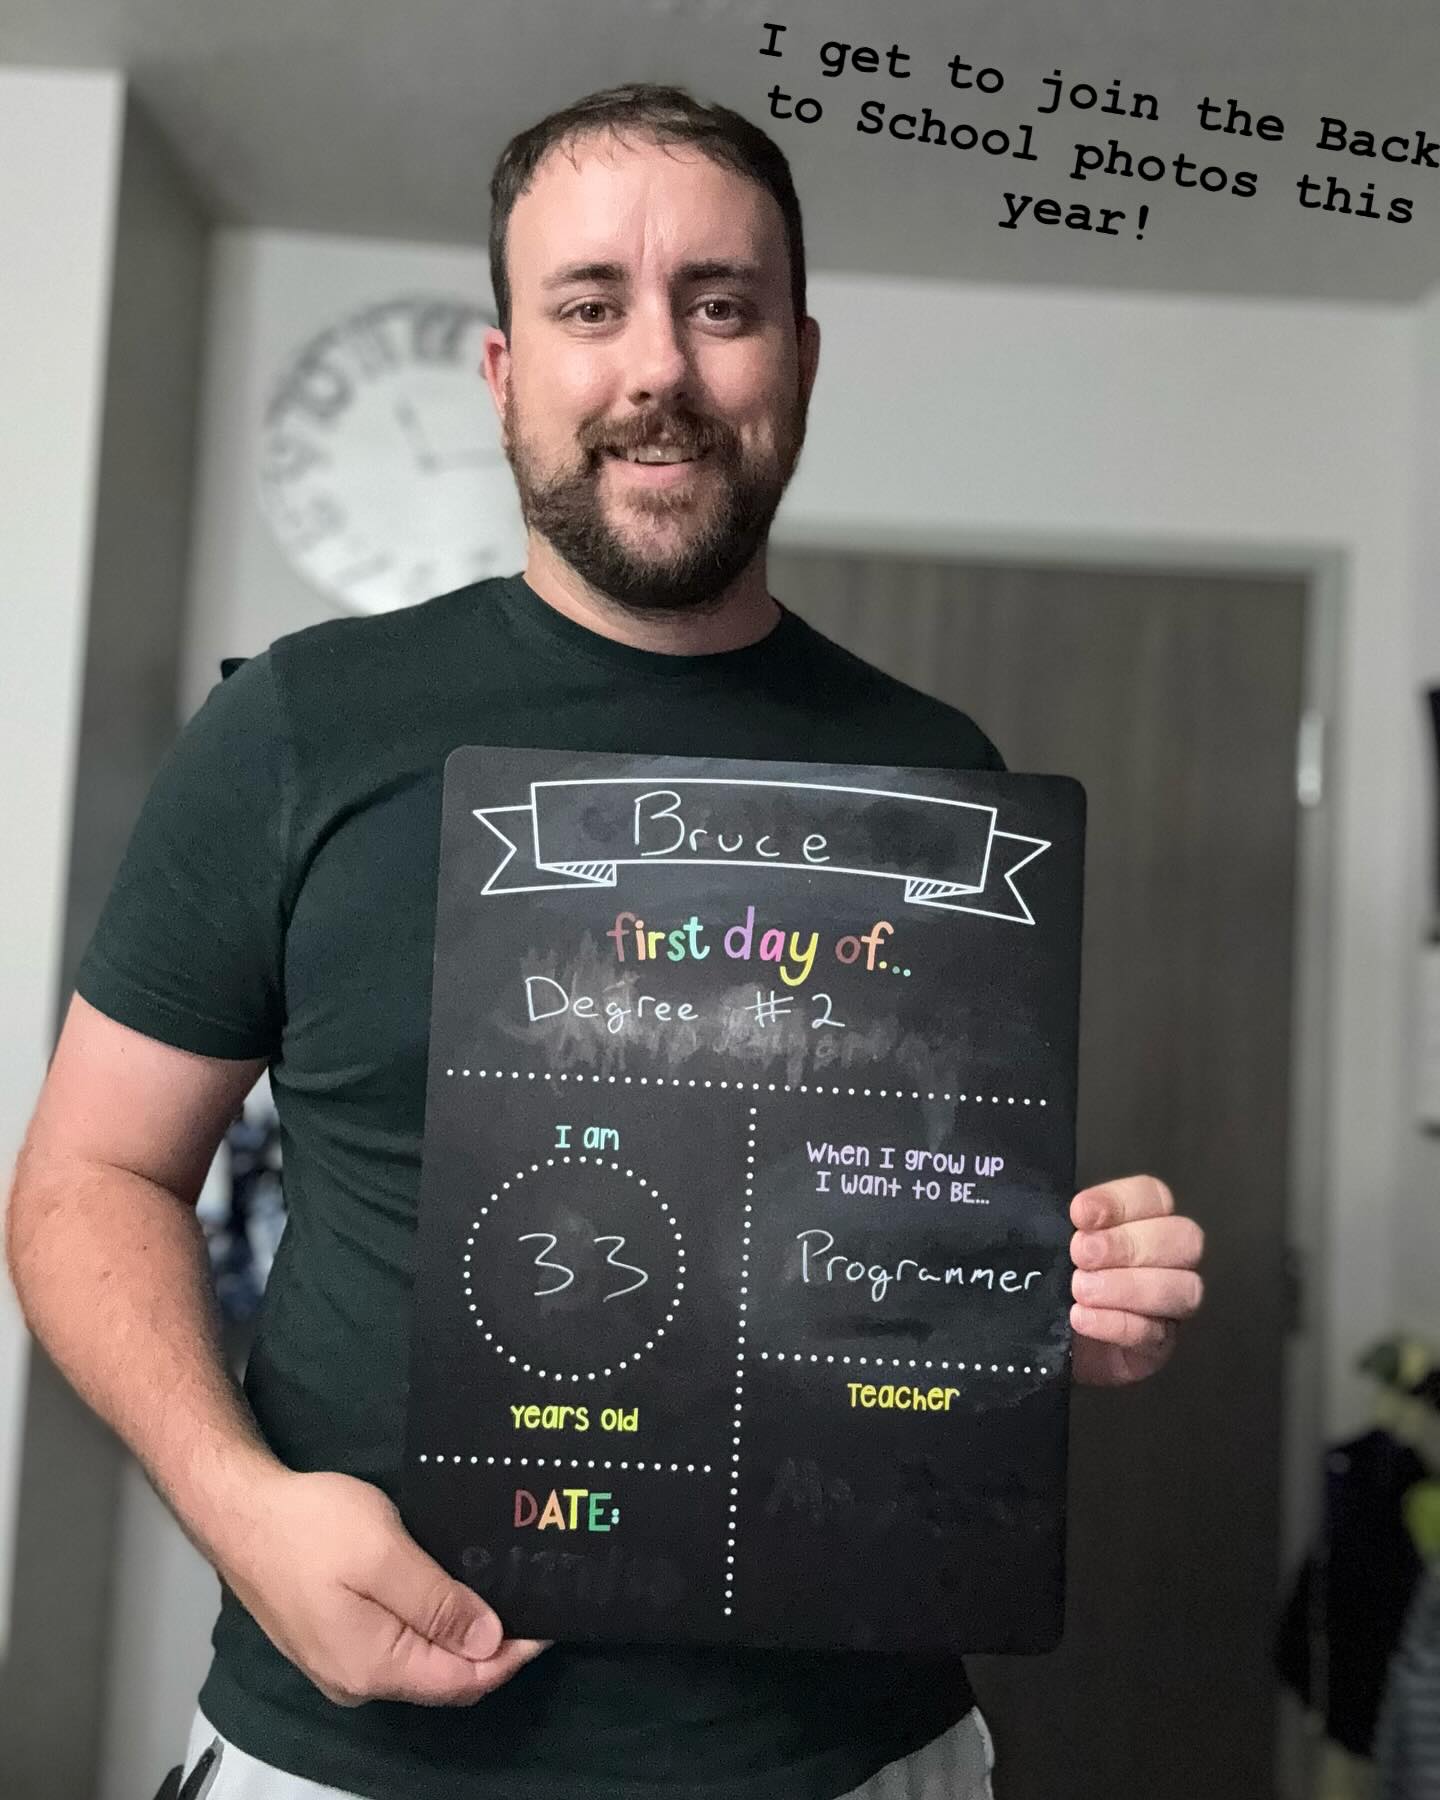 I get to join the Back
to School photos this
year!
Bruce
first day of...
Degree #2
I am
33
years old
When I grow up
I want to BE...
Programmer
Teacher
DATE: